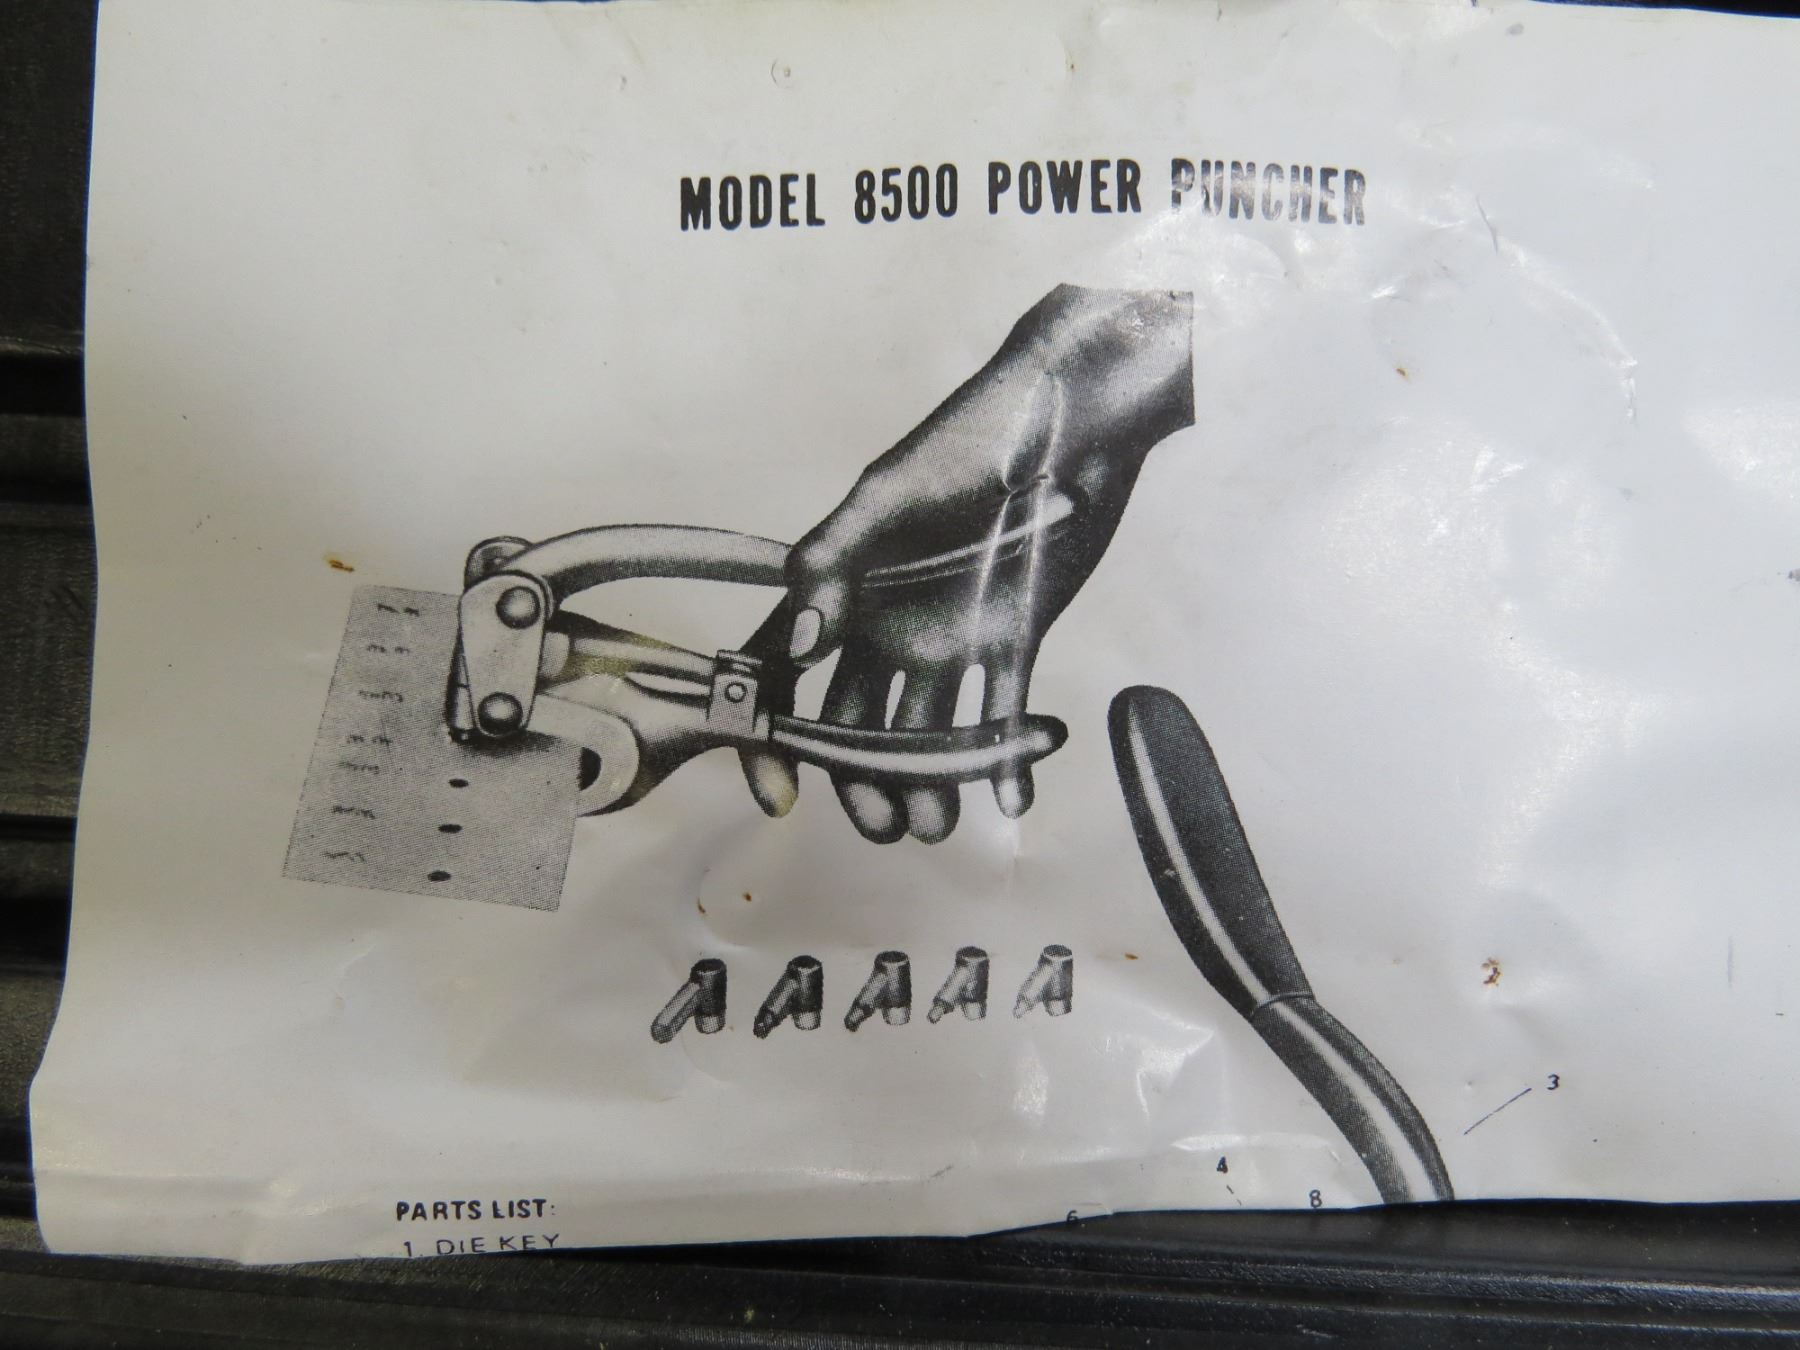 MODEL 8500 POWER PUNCHER
3
4
8
6
PARTS LIST:
1. DIE KEY